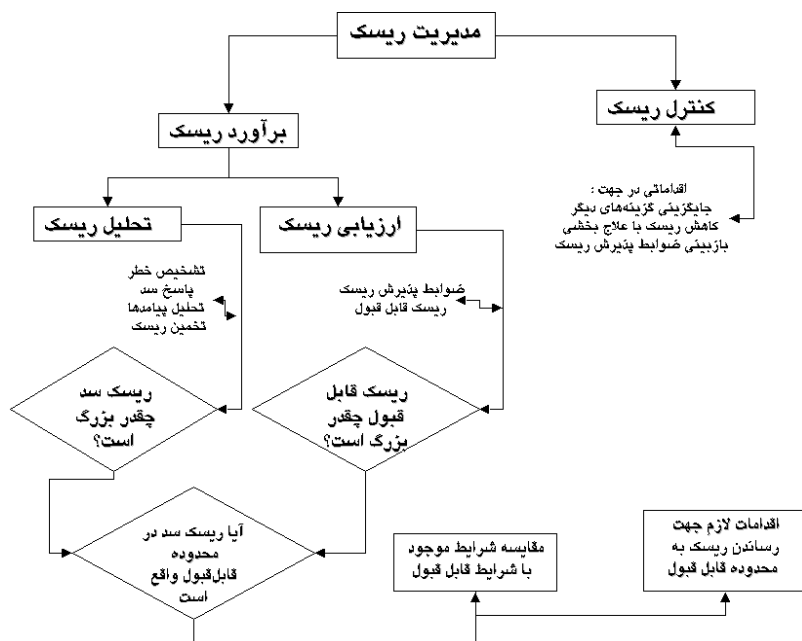 مدیریت ریسک
کنترل ریسک
برآورد ریسک
اقداماتی در جهت :
جایگزینی گزینه‌های دیگر
کاهش ریسک با علاج بخشی
بازبینی ضوابط پذیرش ریسک
ارزیابی ریسک
تحلیل ریسک
ضوابط پذیرش ریسک
ریسک قابل قبول
تشخیص خطر
پاسخ سد
تحلیل پیامدها
تخمین ریسک
ریسک قابل
قبول چقدر
بزرگ است؟
ریسک سد
چقدر بزرگ
است؟
اقدامات لازم جهت
رساندن ریسک به
محدوده قابل قبول
مقایسه شرایط موجود
با شرایط قابل قبول
آیا ریسک سد در
محدوده
قابل‌قبول واقع
است